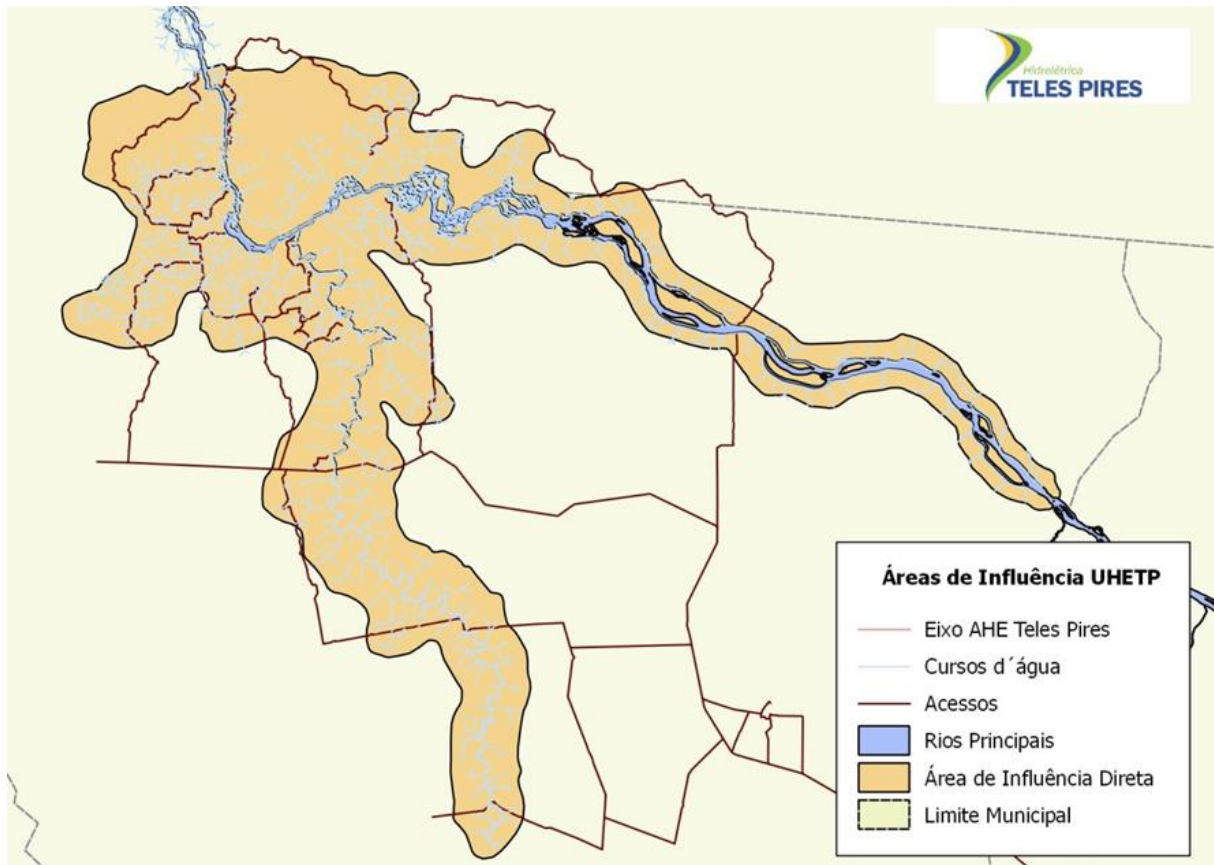 Hidrelétrica
TELES PIRES
Áreas de Influência UHETP
Eixo AHE Teles Pires
Cursos d´água
Acessos
Rios Principais
Área de Influência Direta
Limite Municipal